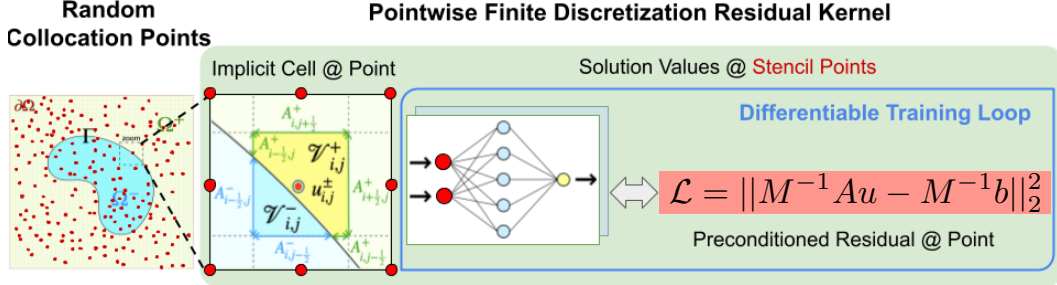 Random
Collocation Points
Pointwise Finite Discretization Residual Kernel
Implicit Cell @ Point
Solution Values @ Stencil Points
Differentiable Training Loop
∂Ω
Ω⁺
Γ
zoom
Ω⁻
A⁺_{i,j+½}
A⁺_{i−½,j}
𝒱⁺_{i,j}
u^±_{i,j}
A⁻_{i−½,j}
A⁺_{i+½,j}
𝒱⁻_{i,j}
A⁻_{i,j−½}
A⁺_{i,j−½}
ℒ = ||M⁻¹Au − M⁻¹b||²₂
Preconditioned Residual @ Point